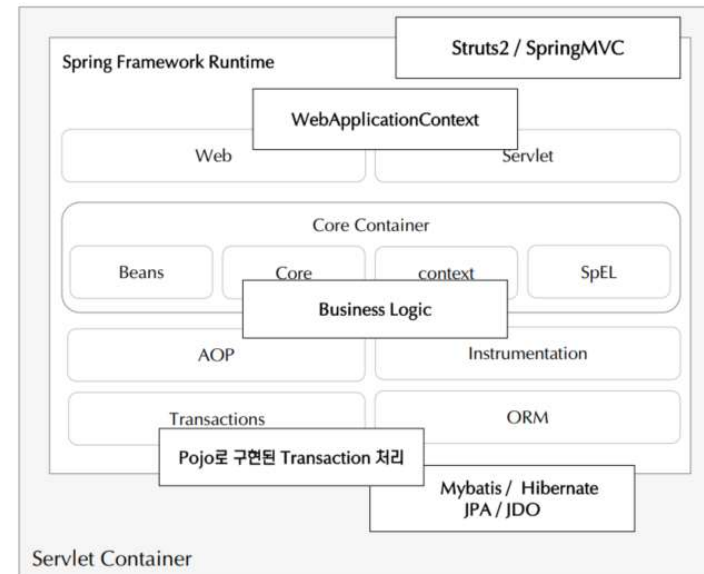 Struts2 / SpringMVC
Spring Framework Runtime
WebApplicationContext
Web
Servlet
Core Container
Beans
Core
context
SpEL
Business Logic
AOP
Instrumentation
Transactions
ORM
Pojo로 구현된 Transaction 처리
Mybatis / Hibernate
JPA / JDO
Servlet Container